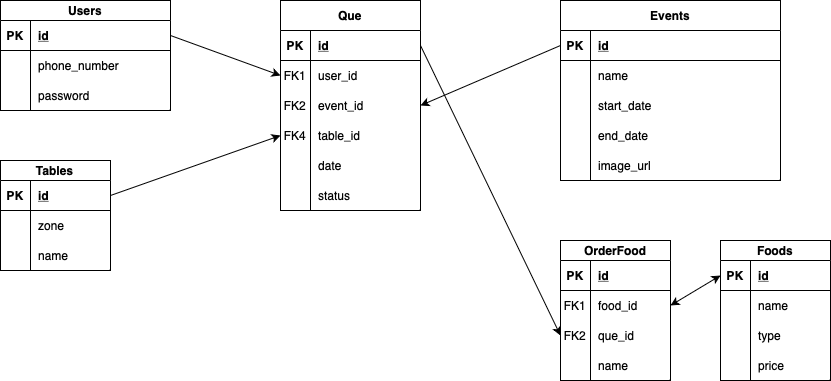 Users
PK id
phone_number
password
Que
PK id
FK1 user_id
FK2 event_id
FK4 table_id
date
status
Events
PK id
name
start_date
end_date
image_url
Tables
PK id
zone
name
OrderFood
PK id
FK1 food_id
FK2 que_id
name
Foods
PK id
name
type
price